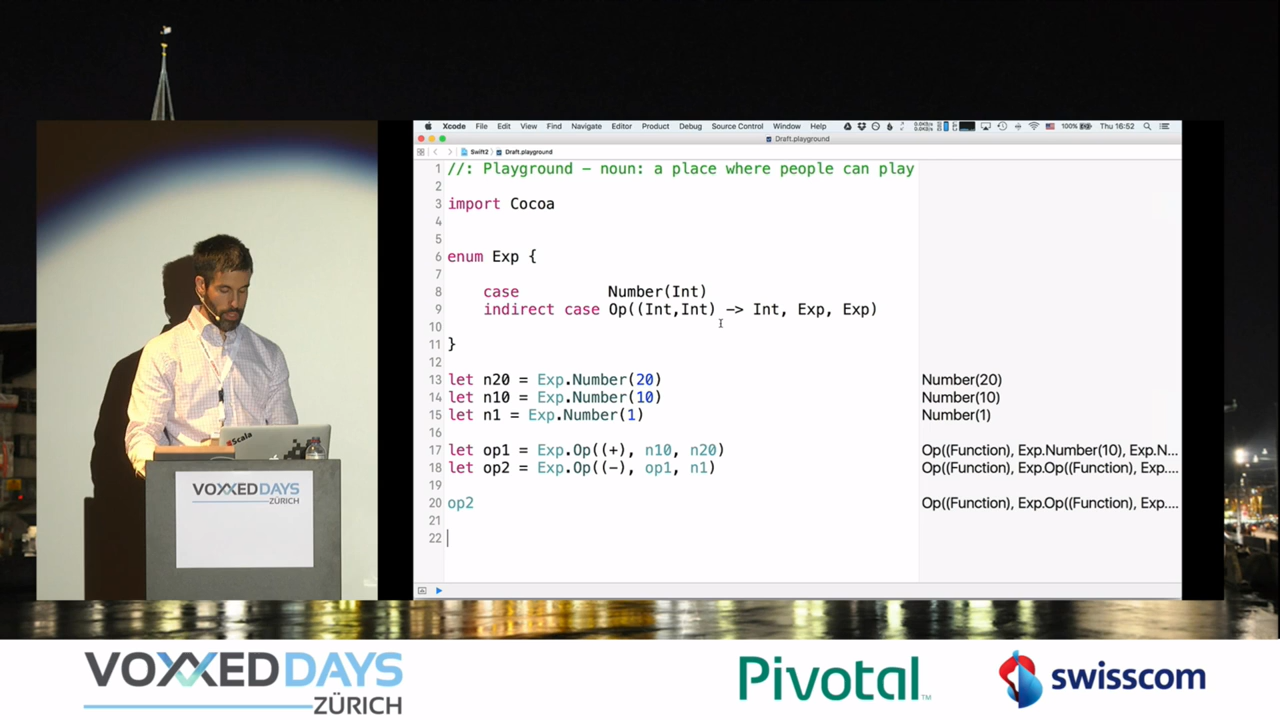 Xcode File Edit View Find Navigate Editor Product Debug Source Control Window Help 100% Thu 16:52
Draft.playground
Swift2 Draft.playground
1 //: Playground – noun: a place where people can play
2
3 import Cocoa
4
5
6 enum Exp {
7
8 case Number(Int)
9 indirect case Op((Int,Int) -> Int, Exp, Exp)
10
11 }
12
13 let n20 = Exp.Number(20) Number(20)
14 let n10 = Exp.Number(10) Number(10)
15 let n1 = Exp.Number(1) Number(1)
16
17 let op1 = Exp.Op((+), n10, n20) Op((Function), Exp.Number(10), Exp.N...
18 let op2 = Exp.Op((-), op1, n1) Op((Function), Exp.Op((Function), Exp....
19
20 op2 Op((Function), Exp.Op((Function), Exp....
21
22
Scala
VOXXED DAYS
ZÜRICH
VOXXED DAYS
ZÜRICH
Pivotal™
swisscom